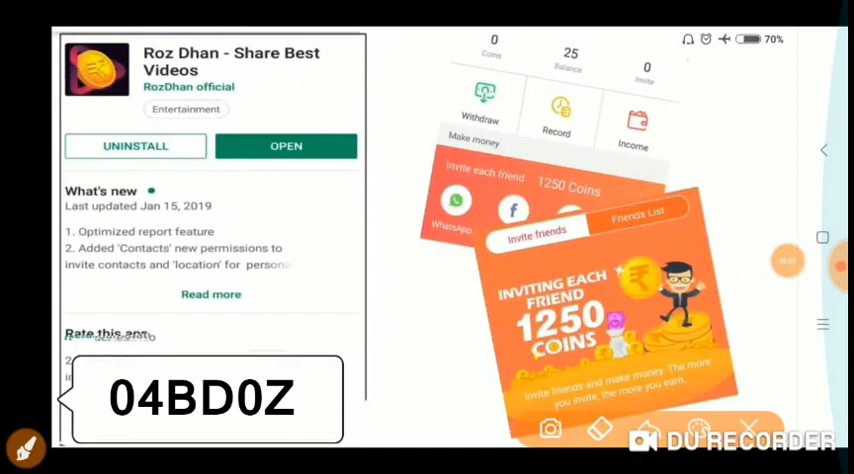 Roz Dhan - Share Best
Videos
RozDhan official
Entertainment
UNINSTALL
OPEN
What's new
Last updated Jan 15, 2019
1. Optimized report feature
2. Added 'Contacts' new permissions to
invite contacts and 'location' for persona
Read more
Rate this app
04BD0Z
70%
0
Coins
25
Balance
0
Invite
Withdraw
Record
Income
Make money
Invite each friend 1250 Coins
WhatsApp
Invite friends
Friends List
INVITING EACH
FRIEND
1250
COINS
Invite friends and make money. The more
you invite, the more you earn.
DU RECORDER